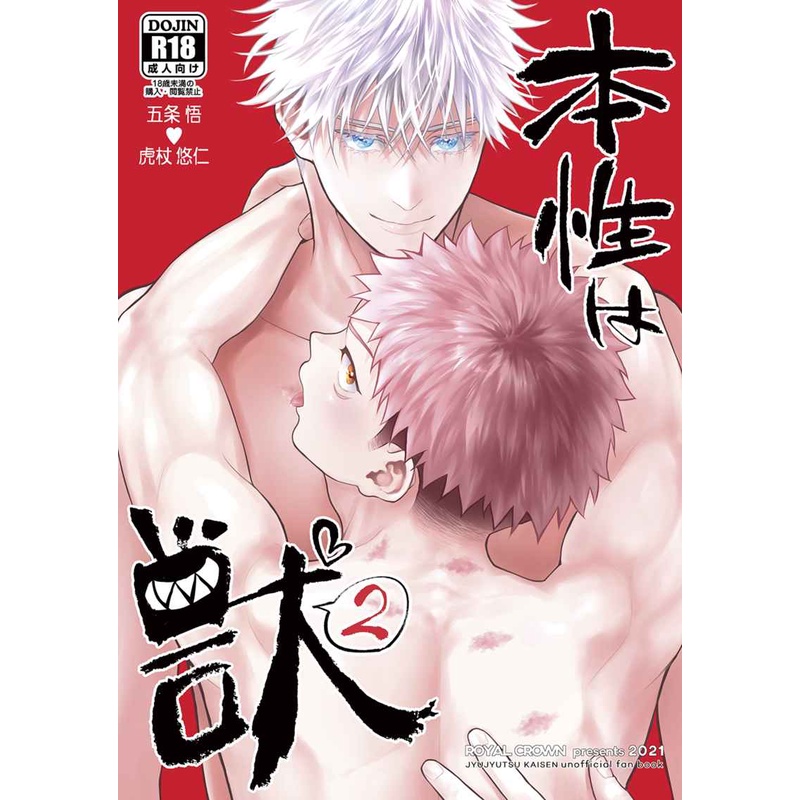 DOJIN
R18
成人向け
18歳未満の
購入・閲覧禁止
五条 悟
♥
虎杖 悠仁
本性は
獣
2
ROYAL CROWN presents 2021
JYUJYUTSU KAISEN unofficial fan book